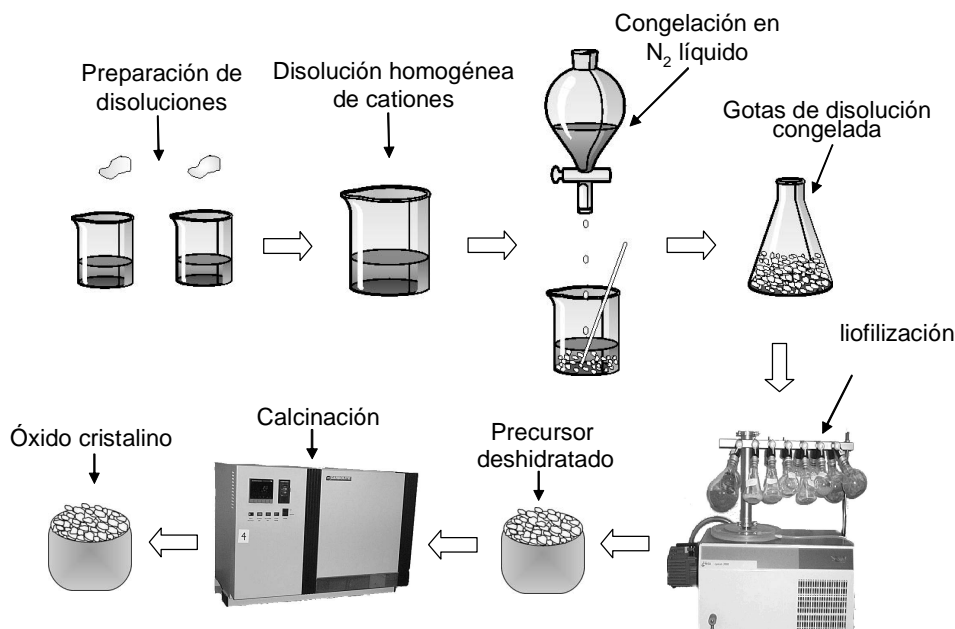 Preparación de
disoluciones
Disolución homogénea
de cationes
Congelación en
N₂ líquido
Gotas de disolución
congelada
liofilización
Precursor
deshidratado
Calcinación
4
Óxido cristalino